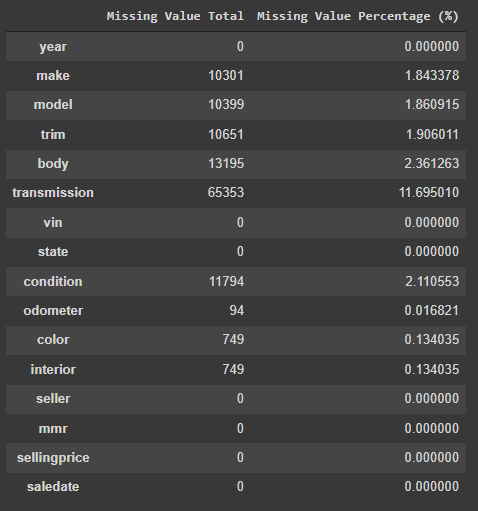 Missing Value Total Missing Value Percentage (%)
year 0 0.000000
make 10301 1.843378
model 10399 1.860915
trim 10651 1.906011
body 13195 2.361263
transmission 65353 11.695010
vin 0 0.000000
state 0 0.000000
condition 11794 2.110553
odometer 94 0.016821
color 749 0.134035
interior 749 0.134035
seller 0 0.000000
mmr 0 0.000000
sellingprice 0 0.000000
saledate 0 0.000000